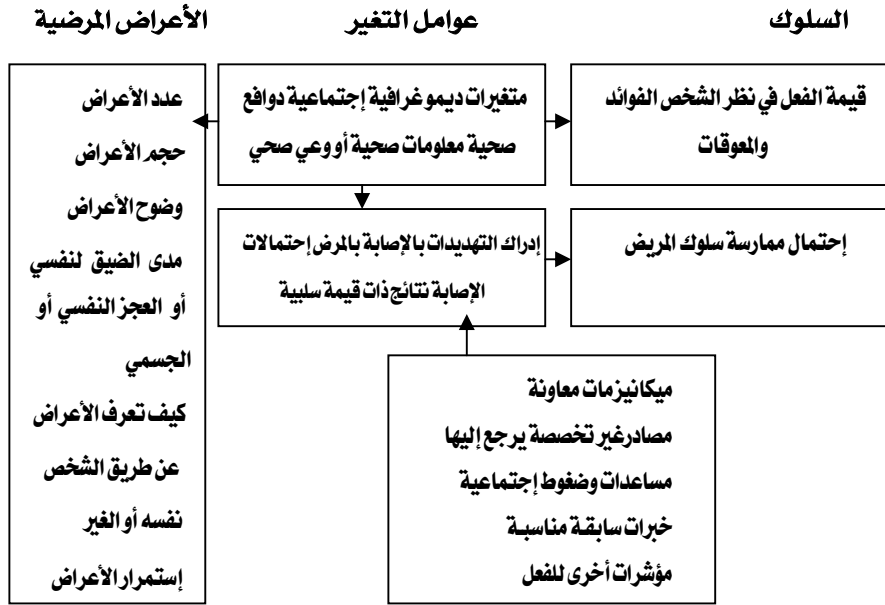 السلوك
عوامل التغير
الأعراض المرضية
قيمة الفعل في نظر الشخص الفوائد
والمعوقات
متغيرات ديموغرافية إجتماعية دوافع
صحية معلومات صحية أو وعي صحي
عدد الأعراض
حجم الأعراض
وضوح الأعراض
مدى الضيق لنفسي
أو العجز النفسي أو
الجسمي
كيف تعرف الأعراض
عن طريق الشخص
نفسه أو الغير
إستمرار الأعراض
إحتمال ممارسة سلوك المريض
إدراك التهديدات بالإصابة بالمرض إحتمالات
الإصابة نتائج ذات قيمة سلبية
ميكانيزمات معاونة
مصادر غير تخصصة يرجع إليها
مساعدات وضغوط إجتماعية
خبرات سابقة مناسبة
مؤشرات أخرى للفعل